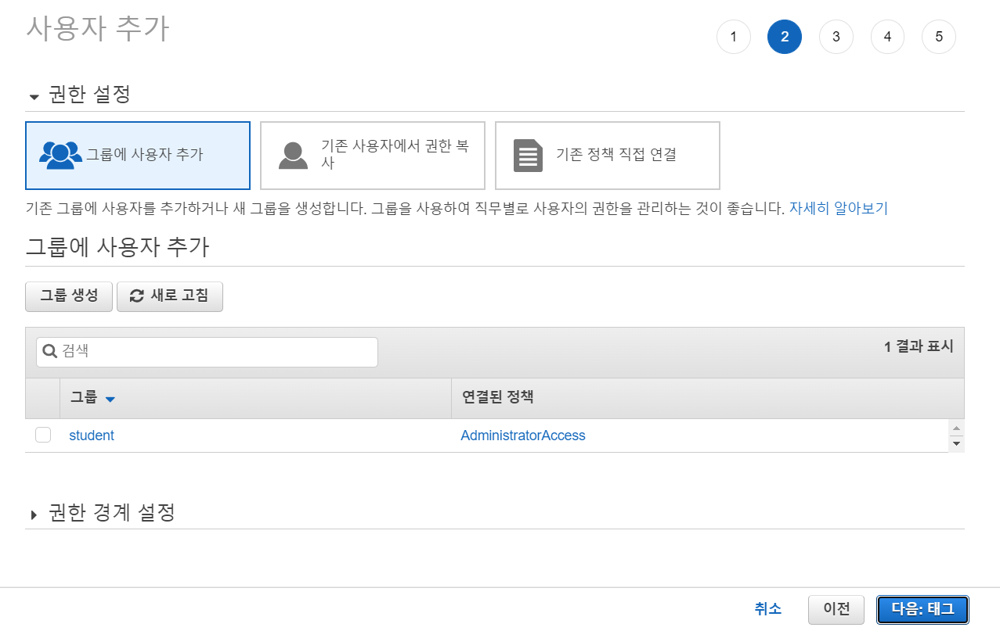 사용자 추가
1 2 3 4 5
권한 설정
그룹에 사용자 추가
기존 사용자에서 권한 복
사
기존 정책 직접 연결
기존 그룹에 사용자를 추가하거나 새 그룹을 생성합니다. 그룹을 사용하여 직무별로 사용자의 권한을 관리하는 것이 좋습니다. 자세히 알아보기
그룹에 사용자 추가
그룹 생성 새로 고침
검색 1 결과 표시
그룹 연결된 정책
student AdministratorAccess
권한 경계 설정
취소 이전 다음: 태그